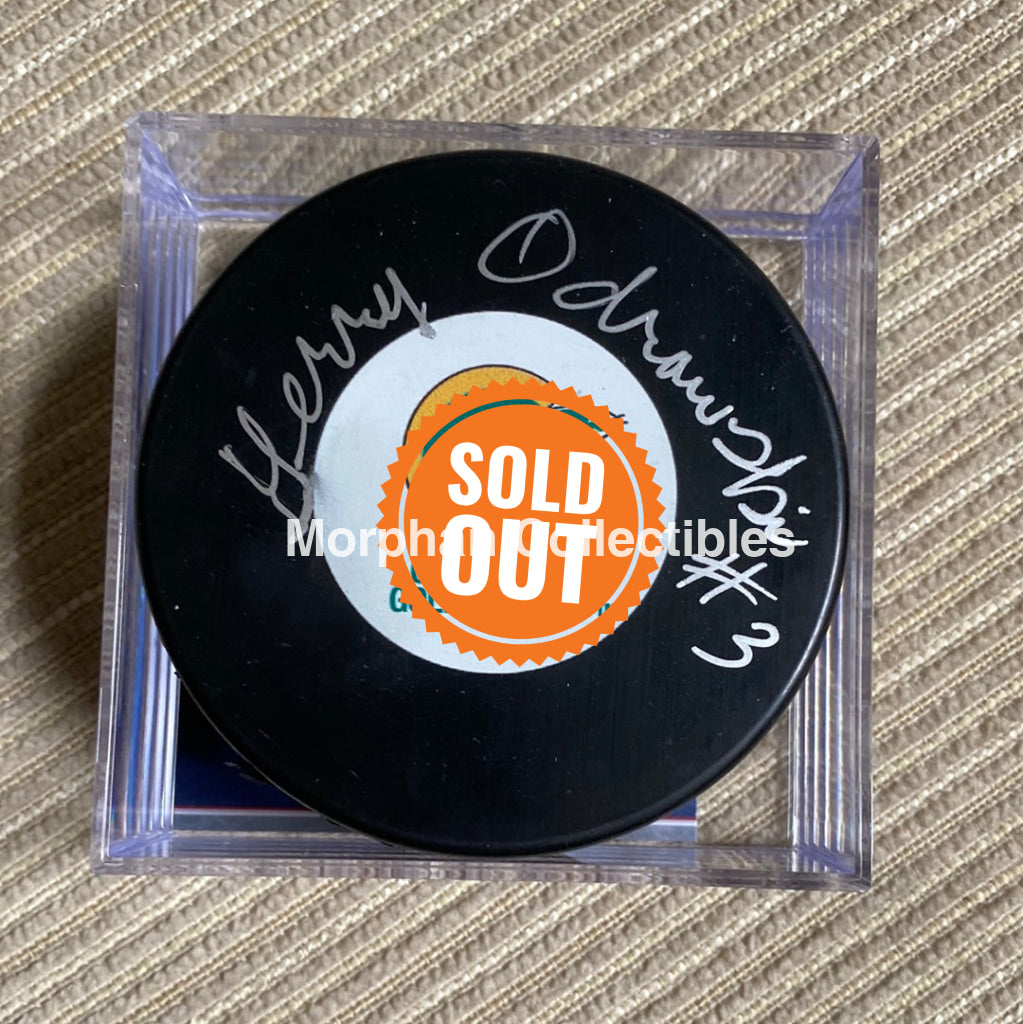 Gerry Odrowski #3
SOLD
OUT
Morphan Collectibles